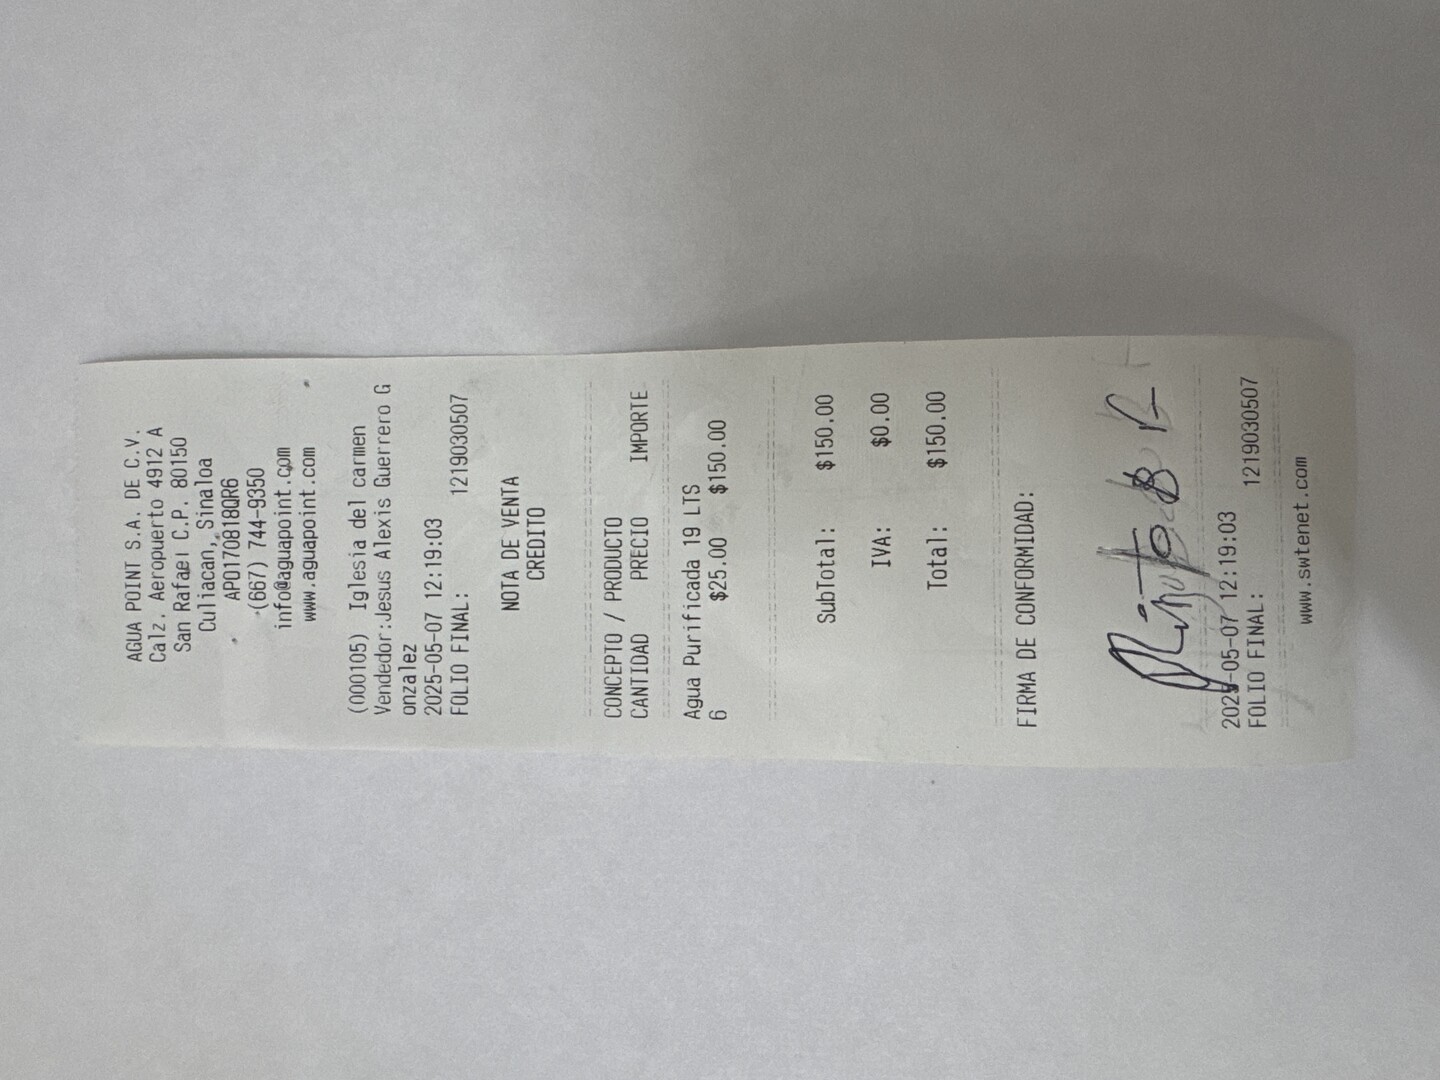 AGUA POINT S.A. DE C.V.
Calz. Aeropuerto 4912 A
San Rafael C.P. 80150
Culiacan, Sinaloa
APO170818QR6
(667) 744-9350
info@aguapoint.com
www.aguapoint.com
(000105) Iglesia del carmen
Vendedor:Jesus Alexis Guerrero G
onzalez
2025-05-07 12:19:03
FOLIO FINAL: 1219030507
NOTA DE VENTA
CREDITO
CONCEPTO / PRODUCTO
CANTIDAD PRECIO IMPORTE
Agua Purificada 19 LTS
6 $25.00 $150.00
SubTotal: $150.00
IVA: $0.00
Total: $150.00
FIRMA DE CONFORMIDAD:
2025-05-07 12:19:03
FOLIO FINAL: 1219030507
www.swtenet.com